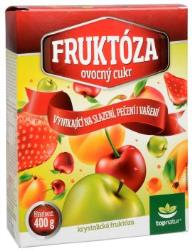 FRUKTÓZA
ovocný cukr
VYNIKAJÍCÍ NA SLAZENÍ, PEČENÍ I VAŘENÍ
Hmotnost:
400 g
krystalická fruktóza
topnatur